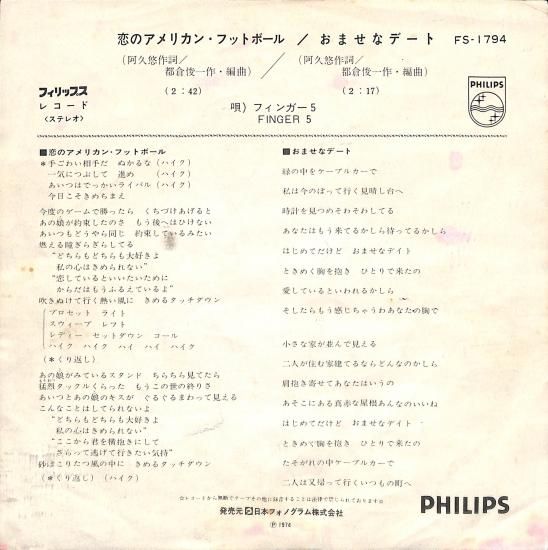 恋のアメリカン・フットボール / おませなデート FS-1794
(阿久悠作詞/都倉俊一作・編曲) / (阿久悠作詞/都倉俊一作・編曲)
(2:42) (2:17)
フィリップス
レコード
〈ステレオ〉
唄) フィンガー5
FINGER 5
PHILIPS
PHILIPS
■恋のアメリカン・フットボール
*手ごわい相手だ ぬかるな(ハイク)
一気につぶして 進め (ハイク)
あいつはでっかいライバル(ハイク)
今日こそきめちまえ
今度のゲームで勝ったら くちづけあげると
あの娘が約束したのさ もう後へはひけない
あいつもどうやら同じ 約束しているみたい
燃える瞳ぎらぎらしてる
“どちらもどちらも大好きよ
私の心はきめられない”
“恋しているといいたいために
からだはもうふるえるよ”
吹きぬけて行く熱い風に きめるタッチダウン
プロセット ライト
スウィープ レフト
レディー セットダウン コール
ハイク ハイク ハイ ハイ ハイク
(*くり返し)
あの娘がみているスタンド ちらちら見てたら
猛烈タックルくらった もうこの世の終りさ
あいつとあの娘のキスが ぐるぐるまわって見える
こんなことはしてられないよ
“どちらもどちらも大好きよ
私の心はきめられない”
“ここから君を横抱きにして
さらって逃げて行きたい気持”
砂ぼこりたつ風の中に きめるタッチダウン
(*くり返し)(ハイク)
■おませなデート
緑の中をケーブルカーで
私は今のぼって行く見晴し台へ
時計を見つめそわそわしてる
あなたはもう来てるかしら待ってるかしら
はじめてだけど おませなデイト
ときめく胸を抱き ひとりで来たの
愛しているといわれるかしら
そしたらもう感じちゃうわあなたの胸で
小さな家が並んで見える
二人が住む家建てるならどんなのかしら
肩抱き寄せてあなたはいうの
あそこにある真赤な屋根あんなのいいね
はじめてだけど おませなデイト
ときめく胸を抱き ひとりで来たの
たそがれの中ケーブルカーで
二人は又帰って行くいつもの町へ
☆レコードから無断でテープその他に録音することは法律で禁じられております☆
発売元 日本フォノグラム株式会社
Ⓟ 1974
PHILIPS